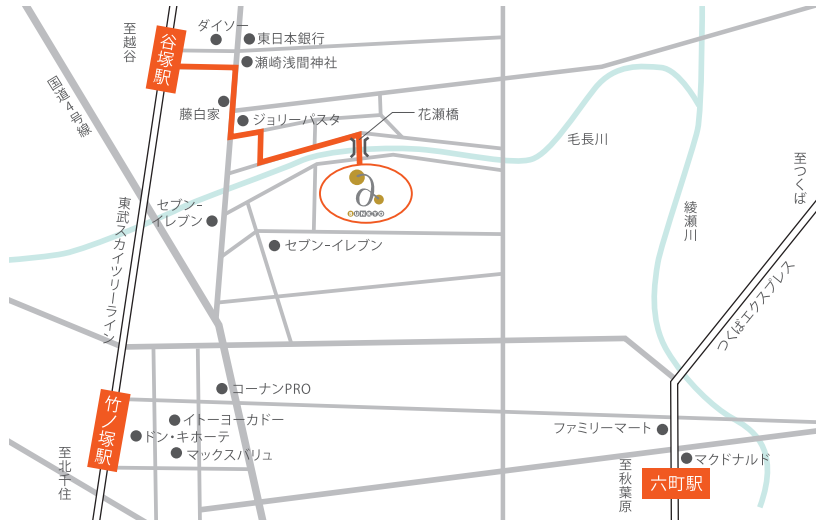 至越谷
ダイソー
東日本銀行
谷塚駅
瀬崎浅間神社
国道4号線
藤白家
ジョリーパスタ
花瀬橋
毛長川
至つくば
セブン-
イレブン
東武スカイツリーライン
綾瀬川
セブン-イレブン
つくばエクスプレス
コーナンPRO
竹ノ塚駅
イトーヨーカドー
ドン・キホーテ
マックスバリュ
ファミリーマート
マクドナルド
至北千住
至秋葉原
六町駅